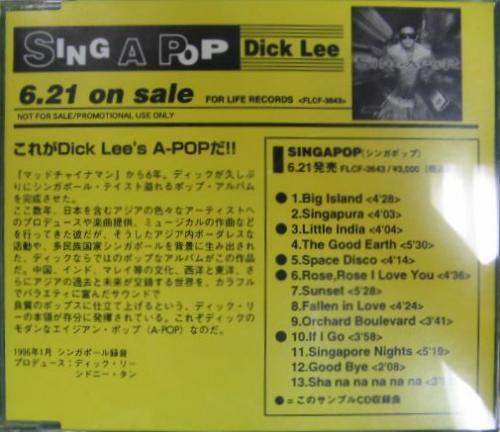 SING A POP Dick Lee
6.21 on sale FOR LIFE RECORDS <FLCF-3643>
NOT FOR SALE/PROMOTIONAL USE ONLY
これがDick Lee's A-POPだ!!
『マッドチャイナマン』から6年。ディックが久しぶ
りにシンガポール・テイスト溢れるポップ・アルバム
を完成させた。
ここ数年、日本を含むアジアの色々なアーティストへ
のプロデュースや楽曲提供、ミュージカルの作曲など
を行ってきた彼だが、そうしたアジア内ボーダレスな
活動や、多民族国家シンガポールを背景に生み出され
た、ディックならではのポップなアルバムがこの作品
だ。中国、インド、マレイ等の文化、西洋と東洋、さ
らにアジアの過去と未来が交錯する世界を、カラフル
でバラエティに富んだサウンドで
良質のポップスに仕立て上げるという、ディック・リ
ーの本領が存分に発揮されている。これぞディックの
モダンなエイジアン・ポップ (A-POP) なのだ。
1996年1月 シンガポール録音
プロデュース：ディック・リー
シドニー・タン
SINGAPOP(シンガポップ)
6.21発売 FLCF-3643 / ¥3,000 (税込)
●1.Big Island <4'28>
2.Singapura <4'03>
●3.Little India <4'04>
4.The Good Earth <5'30>
●5.Space Disco <4'14>
●6.Rose,Rose I Love You <4'36>
7.Sunset <5'28>
8.Fallen in Love <4'24>
9.Orchard Boulevard <3'41>
●10.If I Go <3'58>
11.Singapore Nights <5'19>
12.Good Bye <2'08>
13.Sha na na na na
●=このサンプルCD収録曲